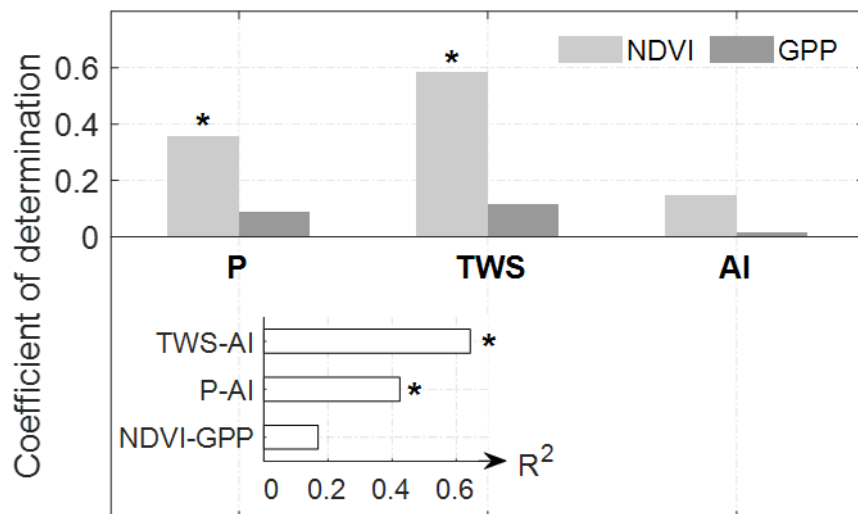 Coefficient of determination
NDVI GPP
0.6
0.4
0.2
0
* *
P TWS AI
TWS-AI *
P-AI *
NDVI-GPP
0 0.2 0.4 0.6
R²